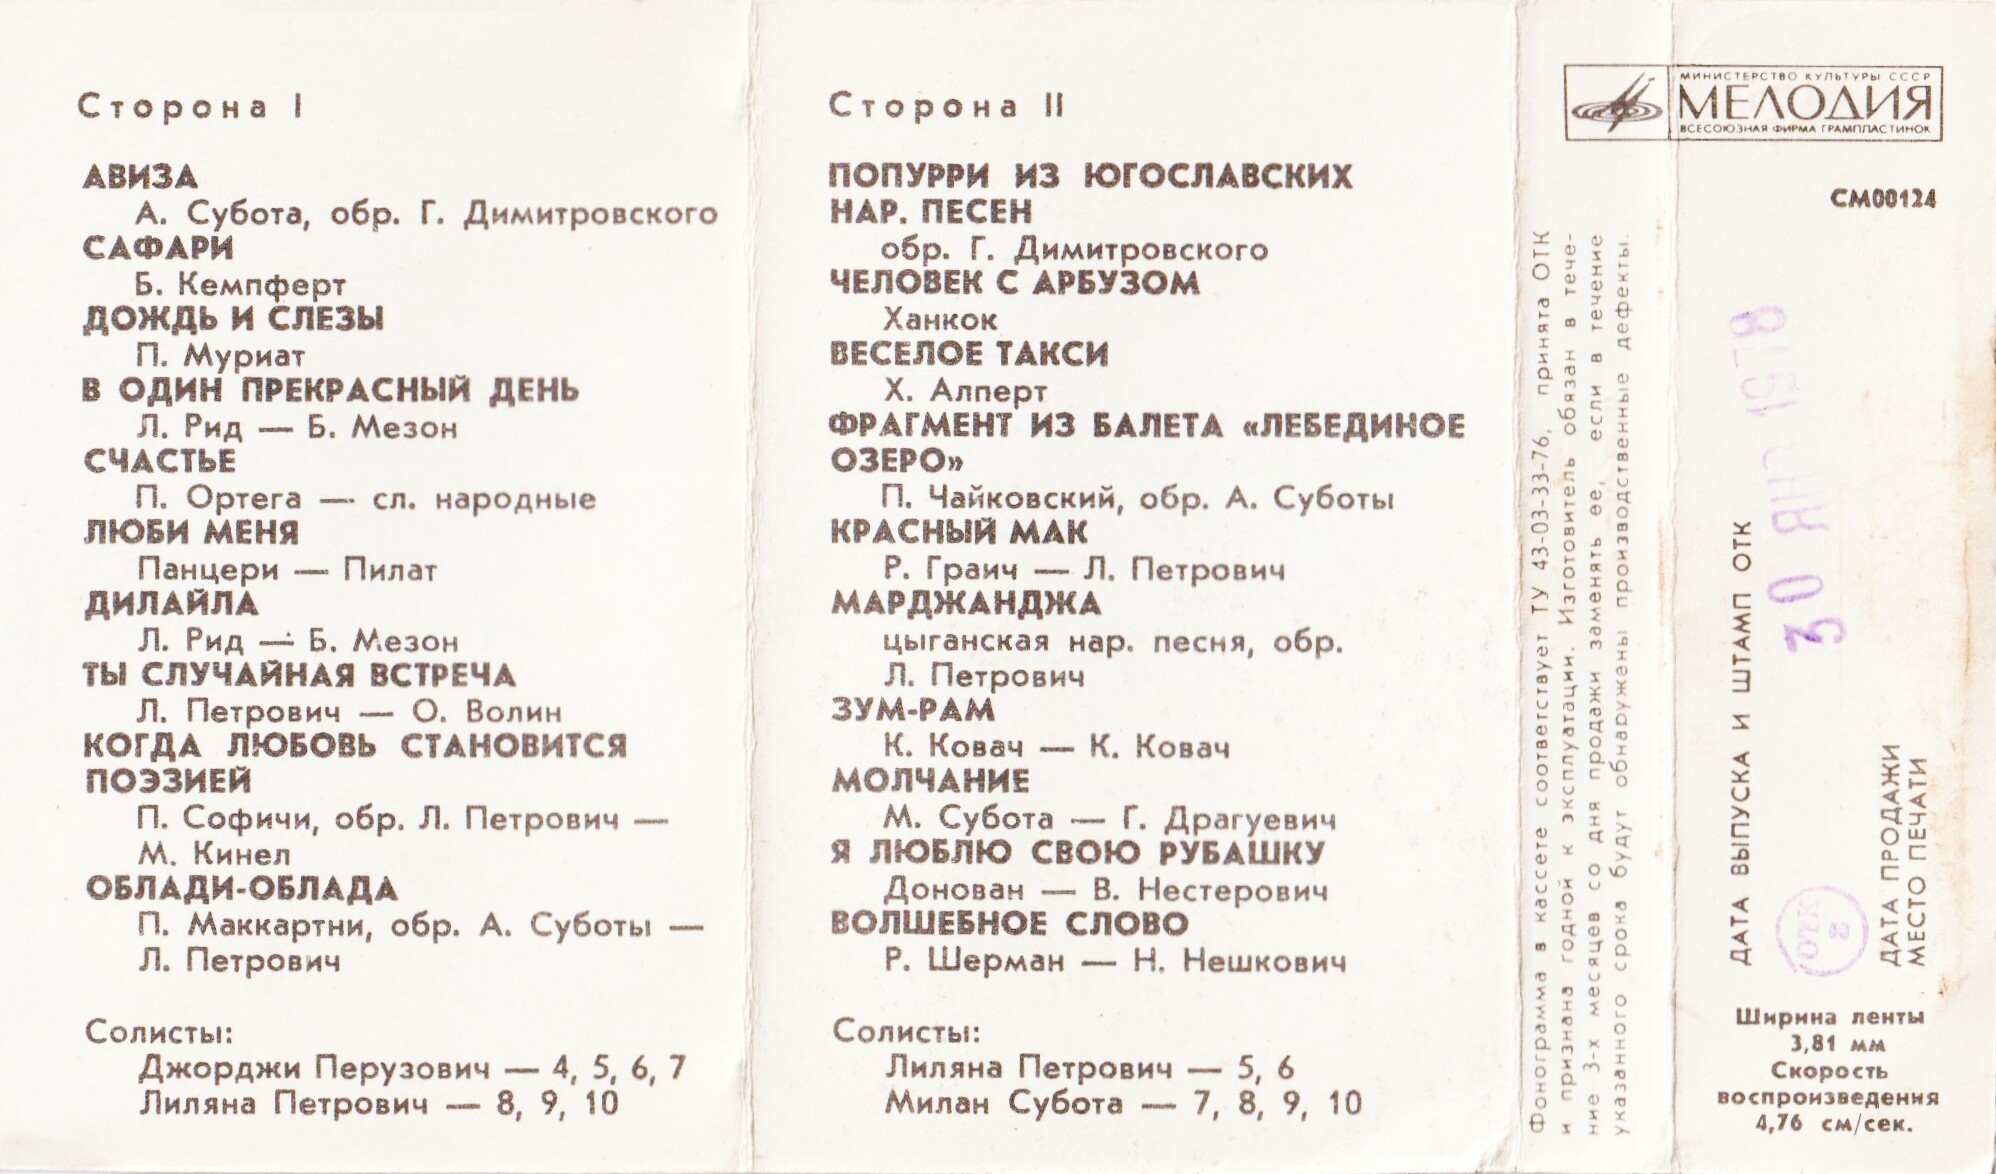 Сторона I
АВИЗА
А. Субота, обр. Г. Димитровского
САФАРИ
Б. Кемпферт
ДОЖДЬ И СЛЕЗЫ
П. Муриат
В ОДИН ПРЕКРАСНЫЙ ДЕНЬ
Л. Рид — Б. Мезон
СЧАСТЬЕ
П. Ортега — сл. народные
ЛЮБИ МЕНЯ
Панцери — Пилат
ДИЛАЙЛА
Л. Рид — Б. Мезон
ТЫ СЛУЧАЙНАЯ ВСТРЕЧА
Л. Петрович — О. Волин
КОГДА ЛЮБОВЬ СТАНОВИТСЯ
ПОЭЗИЕЙ
П. Софичи, обр. Л. Петрович —
М. Кинел
ОБЛАДИ-ОБЛАДА
П. Маккартни, обр. А. Суботы —
Л. Петрович
Солисты:
Джорджи Перузович — 4, 5, 6, 7
Лиляна Петрович — 8, 9, 10
Сторона II
ПОПУРРИ ИЗ ЮГОСЛАВСКИХ
НАР. ПЕСЕН
обр. Г. Димитровского
ЧЕЛОВЕК С АРБУЗОМ
Ханкок
ВЕСЕЛОЕ ТАКСИ
Х. Алперт
ФРАГМЕНТ ИЗ БАЛЕТА «ЛЕБЕДИНОЕ
ОЗЕРО»
П. Чайковский, обр. А. Суботы
КРАСНЫЙ МАК
Р. Граич — Л. Петрович
МАРДЖАНДЖА
цыганская нар. песня, обр.
Л. Петрович
ЗУМ-РАМ
К. Ковач — К. Ковач
МОЛЧАНИЕ
М. Субота — Г. Драгуевич
Я ЛЮБЛЮ СВОЮ РУБАШКУ
Донован — В. Нестерович
ВОЛШЕБНОЕ СЛОВО
Р. Шерман — Н. Нешкович
Солисты:
Лиляна Петрович — 5, 6
Милан Субота — 7, 8, 9, 10
Фонограмма в кассете соответствует ТУ 43-03-33-76, принята ОТК
и признана годной к эксплуатации. Изготовитель обязан в тече-
ние 3-х месяцев со дня продажи заменять ее, если в течение
указанного срока будут обнаружены производственные дефекты.
МИНИСТЕРСТВО КУЛЬТУРЫ СССР
МЕЛОДИЯ
ВСЕСОЮЗНАЯ ФИРМА ГРАМПЛАСТИНОК
СМ00124
ДАТА ВЫПУСКА И ШТАМП ОТК
30 ЯНВ 1978
ОТК
8
ДАТА ПРОДАЖИ
МЕСТО ПЕЧАТИ
Ширина ленты
3,81 мм
Скорость
воспроизведения
4,76 см/сек.